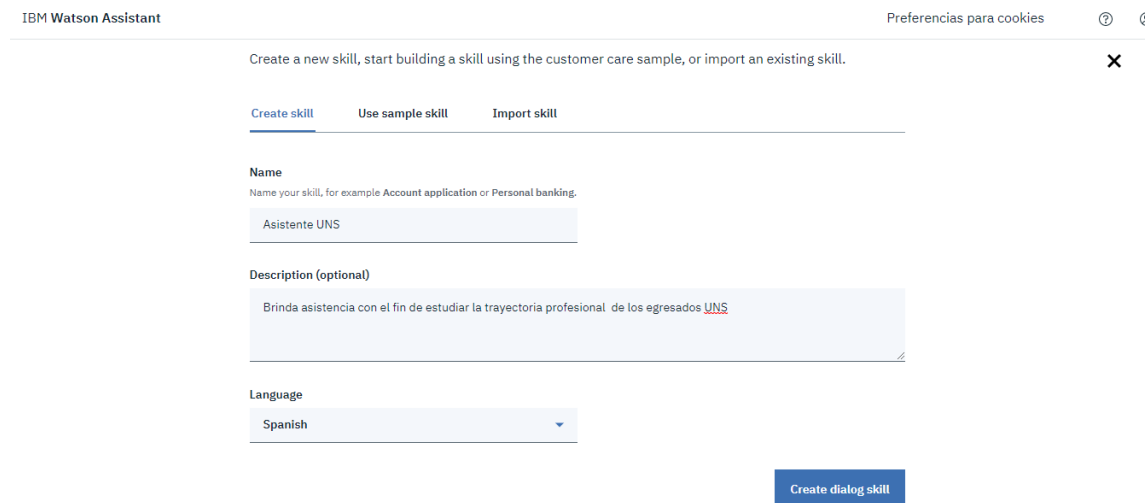 IBM Watson Assistant Preferencias para cookies
Create a new skill, start building a skill using the customer care sample, or import an existing skill.
Create skill Use sample skill Import skill
Name
Name your skill, for example Account application or Personal banking.
Asistente UNS
Description (optional)
Brinda asistencia con el fin de estudiar la trayectoria profesional de los egresados UNS
Language
Spanish
Create dialog skill